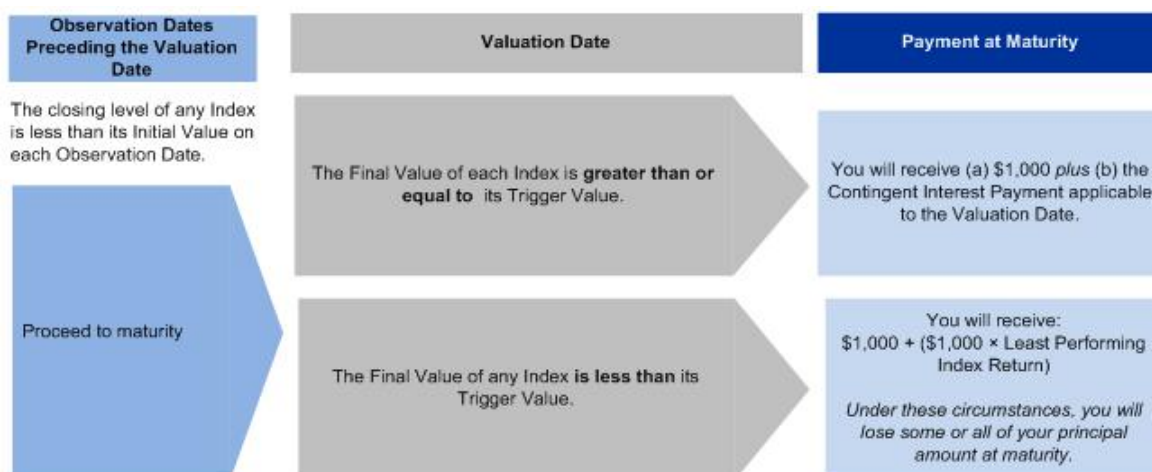 Observation Dates
Preceding the Valuation
Date
Valuation Date
Payment at Maturity
The closing level of any Index
is less than its Initial Value on
each Observation Date.
Proceed to maturity
The Final Value of each Index is greater than or
equal to its Trigger Value.
You will receive (a) $1,000 plus (b) the
Contingent Interest Payment applicable
to the Valuation Date.
The Final Value of any Index is less than its
Trigger Value.
You will receive:
$1,000 + ($1,000 × Least Performing
Index Return)
Under these circumstances, you will
lose some or all of your principal
amount at maturity.